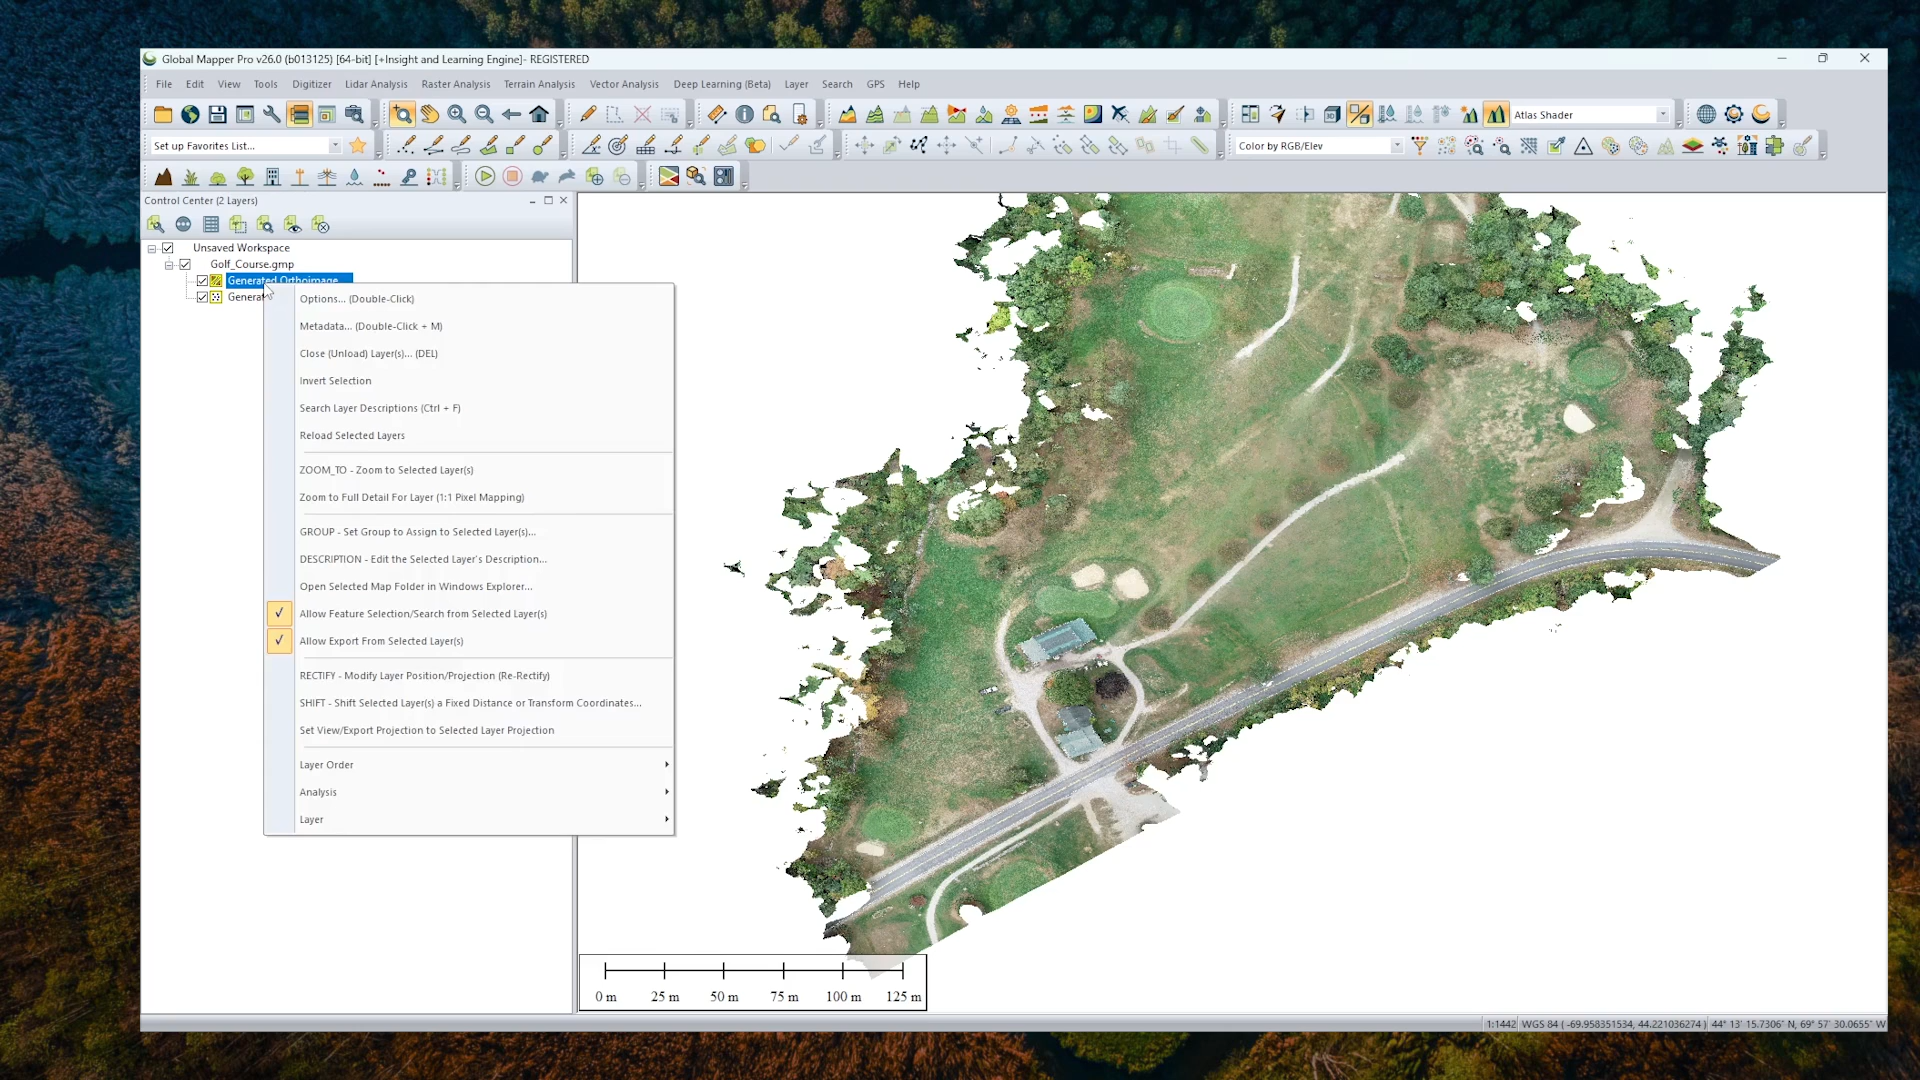 Global Mapper Pro v26.0 (b013125) [64-bit] [+Insight and Learning Engine]- REGISTERED
File Edit View Tools Digitizer Lidar Analysis Raster Analysis Terrain Analysis Vector Analysis Deep Learning (Beta) Layer Search GPS Help
Atlas Shader
Set up Favorites List...
Color by RGB/Elev
Control Center (2 Layers)
Unsaved Workspace
Golf_Course.gmp
Generated Orthoimage
Options... (Double-Click)
Metadata... (Double-Click + M)
Close (Unload) Layer(s)... (DEL)
Invert Selection
Search Layer Descriptions (Ctrl + F)
Reload Selected Layers
ZOOM_TO - Zoom to Selected Layer(s)
Zoom to Full Detail For Layer (1:1 Pixel Mapping)
GROUP - Set Group to Assign to Selected Layer(s)...
DESCRIPTION - Edit the Selected Layer's Description...
Open Selected Map Folder in Windows Explorer...
Allow Feature Selection/Search from Selected Layer(s)
Allow Export From Selected Layer(s)
RECTIFY - Modify Layer Position/Projection (Re-Rectify)
SHIFT - Shift Selected Layer(s) a Fixed Distance or Transform Coordinates...
Set View/Export Projection to Selected Layer Projection
Layer Order
Analysis
Layer
0 m 25 m 50 m 75 m 100 m 125 m
1:1442 WGS 84 ( -69.958351534, 44.221036274 ) 44° 13' 15.7306" N, 69° 57' 30.0655" W